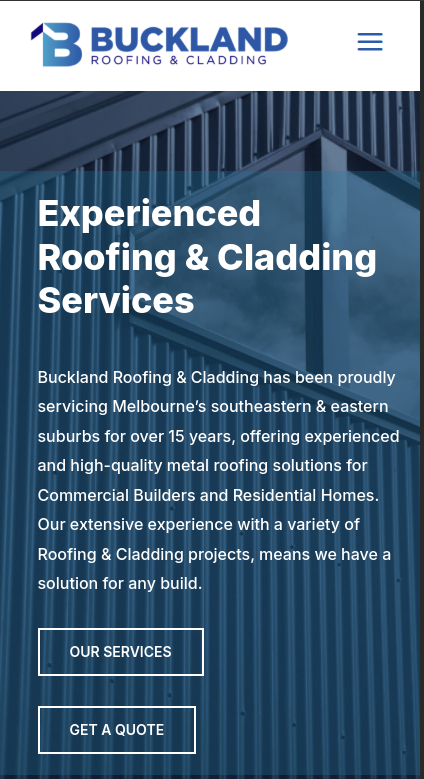 BUCKLAND
ROOFING & CLADDING
Experienced
Roofing & Cladding
Services
Buckland Roofing & Cladding has been proudly
servicing Melbourne’s southeastern & eastern
suburbs for over 15 years, offering experienced
and high-quality metal roofing solutions for
Commercial Builders and Residential Homes.
Our extensive experience with a variety of
Roofing & Cladding projects, means we have a
solution for any build.
OUR SERVICES
GET A QUOTE